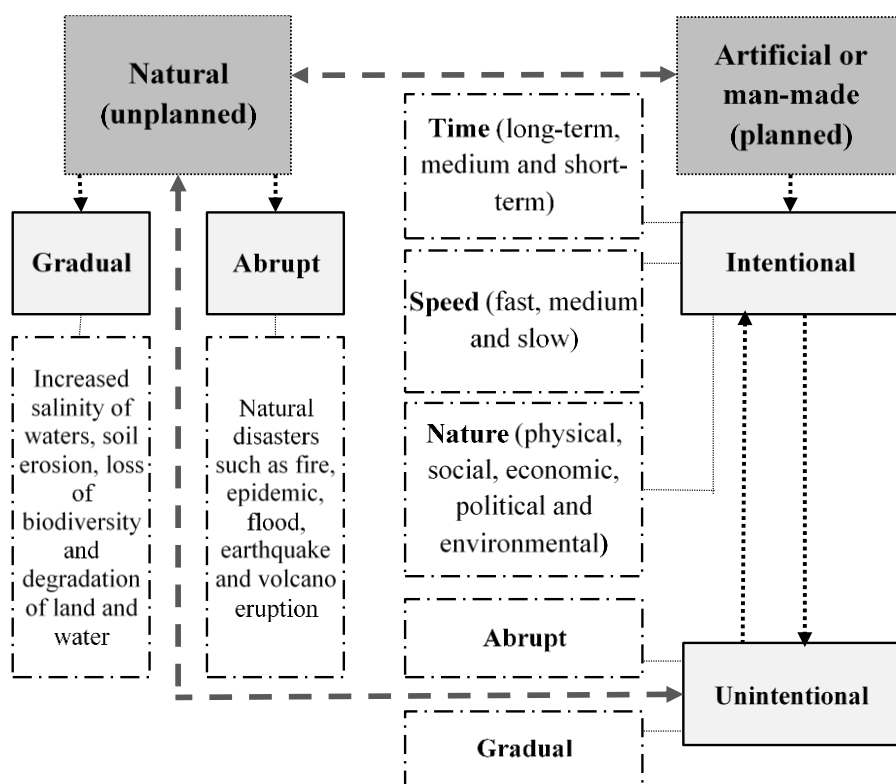 Natural
(unplanned)
Artificial or
man-made
(planned)
Time (long-term,
medium and short-
term)
Gradual
Abrupt
Intentional
Speed (fast, medium
and slow)
Increased
salinity of
waters, soil
erosion, loss
of
biodiversity
and
degradation
of land and
water
Natural
disasters
such as fire,
epidemic,
flood,
earthquake
and volcano
eruption
Nature (physical,
social, economic,
political and
environmental)
Abrupt
Unintentional
Gradual